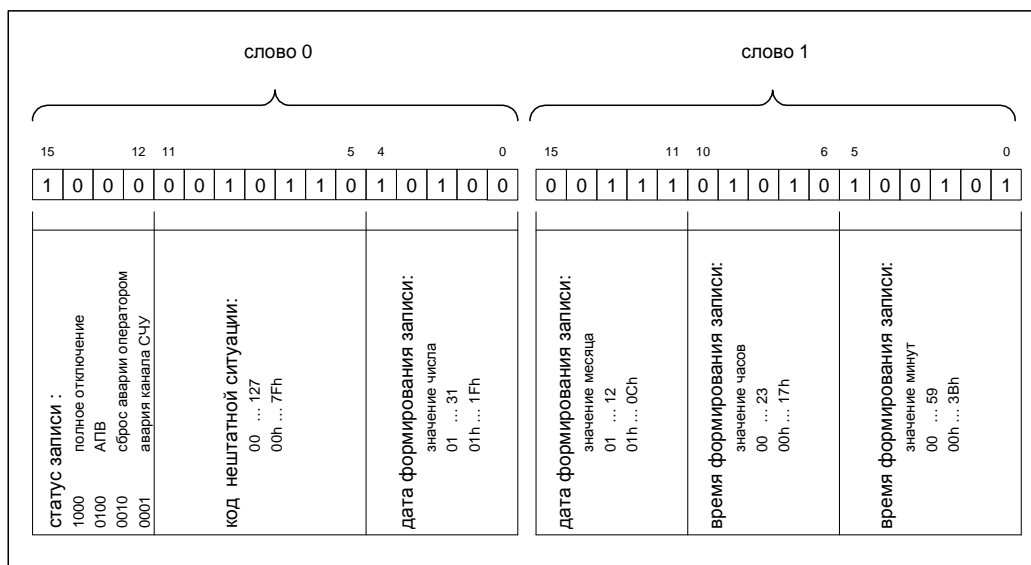 слово 0
слово 1
15 12 11 5 4 0
15 11 10 6 5 0
1 0 0 0 0 0 1 0 1 1 0 1 0 1 0 0
0 0 1 1 1 0 1 0 1 0 1 0 0 1 0 1
статус записи :
1000 полное отключение
0100 АПВ
0010 сброс аварии оператором
0001 авария канала СЧУ
код нештатной ситуации:
00 ... 127
00h ... 7Fh
дата формирования записи:
значение числа
01 ... 31
01h ... 1Fh
дата формирования записи:
значение месяца
01 ... 12
01h ... 0Ch
время формирования записи:
значение часов
00 ... 23
00h ... 17h
время формирования записи:
значение минут
00 ... 59
00h ... 3Bh